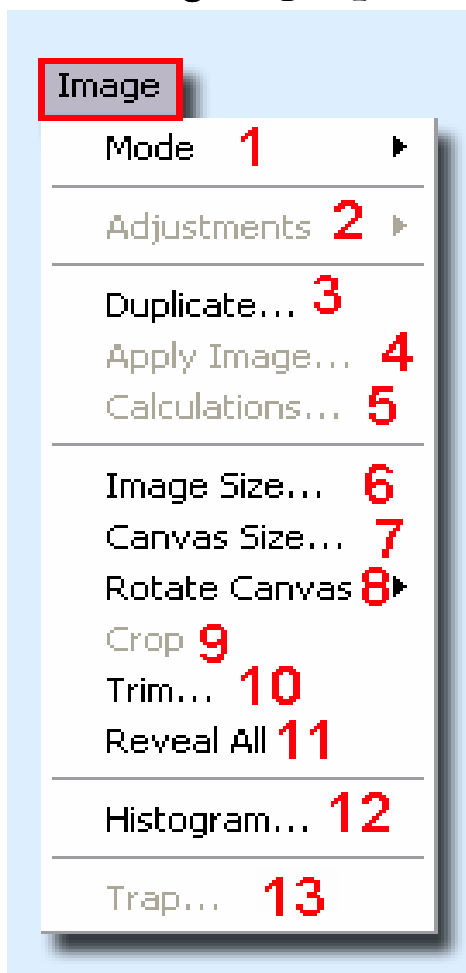 Image
Mode 1
Adjustments 2
Duplicate... 3
Apply Image... 4
Calculations... 5
Image Size... 6
Canvas Size... 7
Rotate Canvas 8
Crop 9
Trim... 10
Reveal All 11
Histogram... 12
Trap... 13